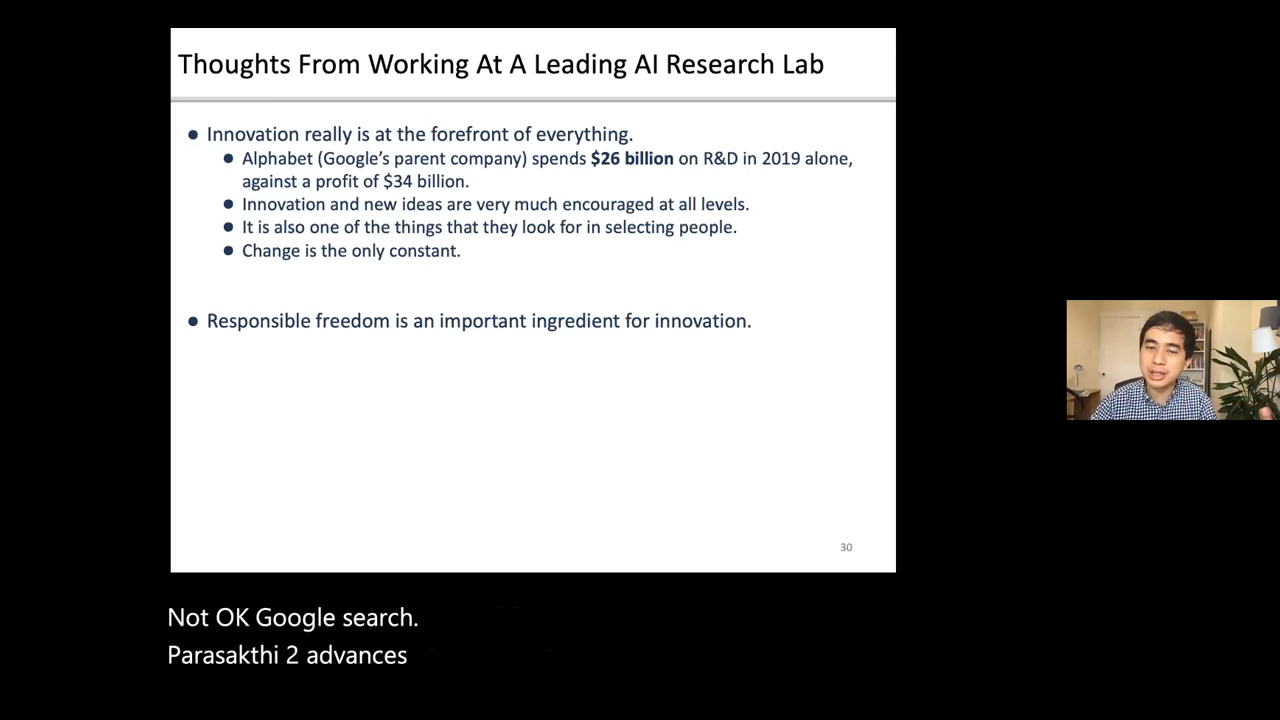 Thoughts From Working At A Leading AI Research Lab
● Innovation really is at the forefront of everything.
● Alphabet (Google’s parent company) spends $26 billion on R&D in 2019 alone,
against a profit of $34 billion.
● Innovation and new ideas are very much encouraged at all levels.
● It is also one of the things that they look for in selecting people.
● Change is the only constant.
● Responsible freedom is an important ingredient for innovation.
30
Not OK Google search.
Parasakthi 2 advances